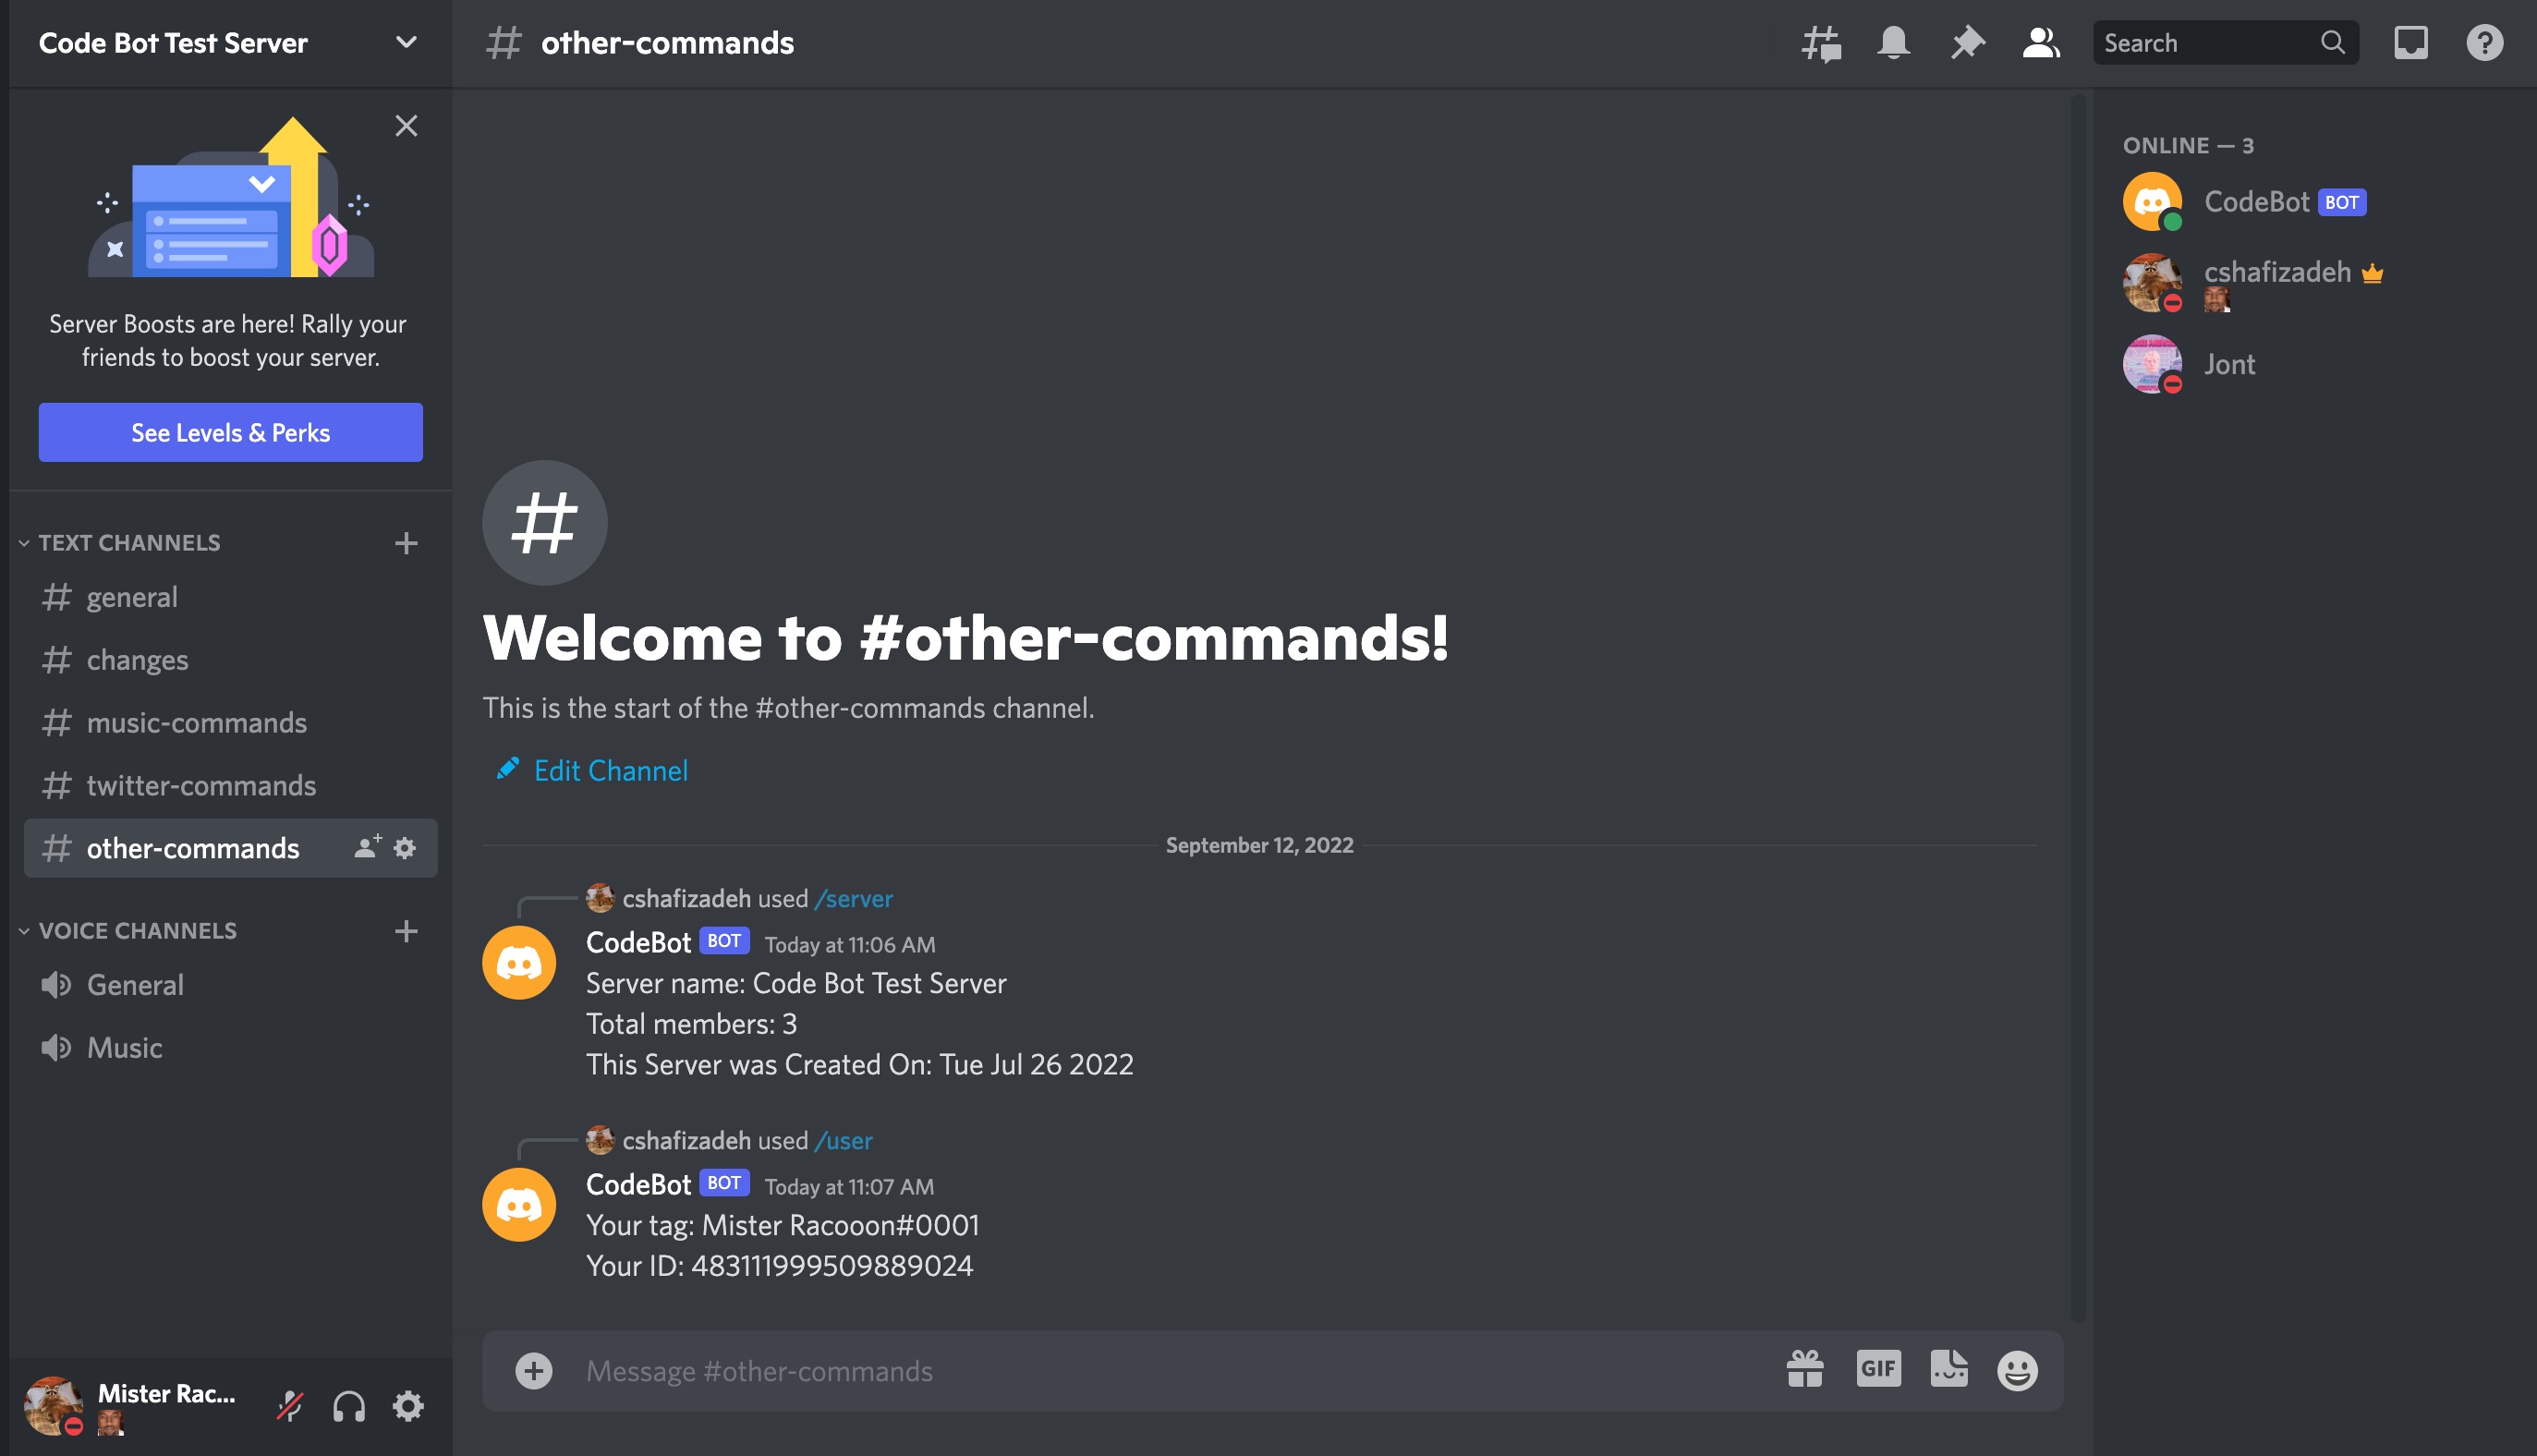 Code Bot Test Server
Server Boosts are here! Rally your
friends to boost your server.
See Levels & Perks
TEXT CHANNELS
general
changes
music-commands
twitter-commands
other-commands
VOICE CHANNELS
General
Music
Mister Rac...
# other-commands
Search
Welcome to #other-commands!
This is the start of the #other-commands channel.
Edit Channel
September 12, 2022
cshafizadeh used /server
CodeBot BOT Today at 11:06 AM
Server name: Code Bot Test Server
Total members: 3
This Server was Created On: Tue Jul 26 2022
cshafizadeh used /user
CodeBot BOT Today at 11:07 AM
Your tag: Mister Racooon#0001
Your ID: 483111999509889024
Message #other-commands
GIF
ONLINE — 3
CodeBot BOT
cshafizadeh
Jont